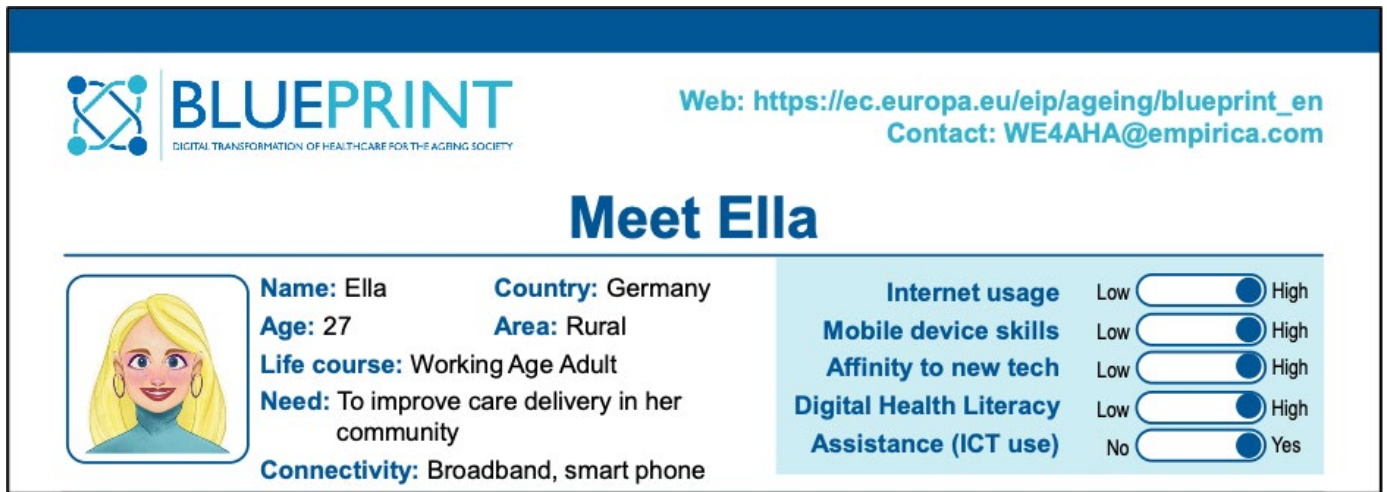 BLUEPRINT
DIGITAL TRANSFORMATION OF HEALTHCARE FOR THE AGEING SOCIETY
Web: https://ec.europa.eu/eip/ageing/blueprint_en
Contact: WE4AHA@empirica.com
Meet Ella
Name: Ella Country: Germany
Age: 27 Area: Rural
Life course: Working Age Adult
Need: To improve care delivery in her
community
Connectivity: Broadband, smart phone
Internet usage Low High
Mobile device skills Low High
Affinity to new tech Low High
Digital Health Literacy Low High
Assistance (ICT use) No Yes